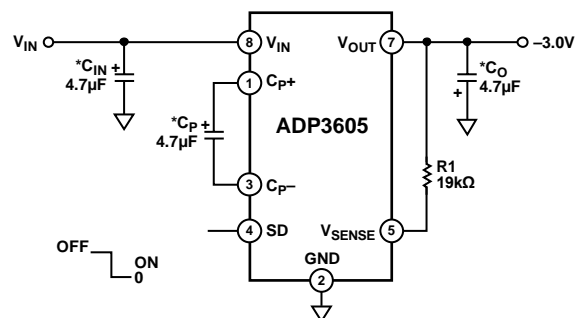 V_IN
8
V_IN
V_OUT
7
–3.0V
*C_IN +
4.7µF
1
C_P+
*C_O
4.7µF
+
*C_P +
4.7µF
ADP3605
R1
19kΩ
3
C_P–
4
SD
V_SENSE
5
OFF
ON
0
GND
2